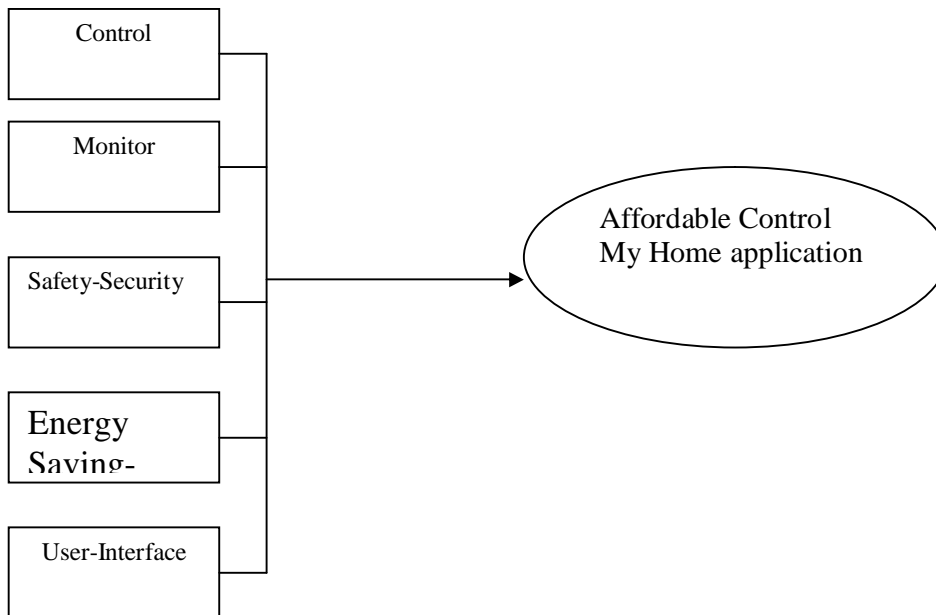 Control
Monitor
Safety-Security
Energy
Saving-
User-Interface
Affordable Control
My Home application